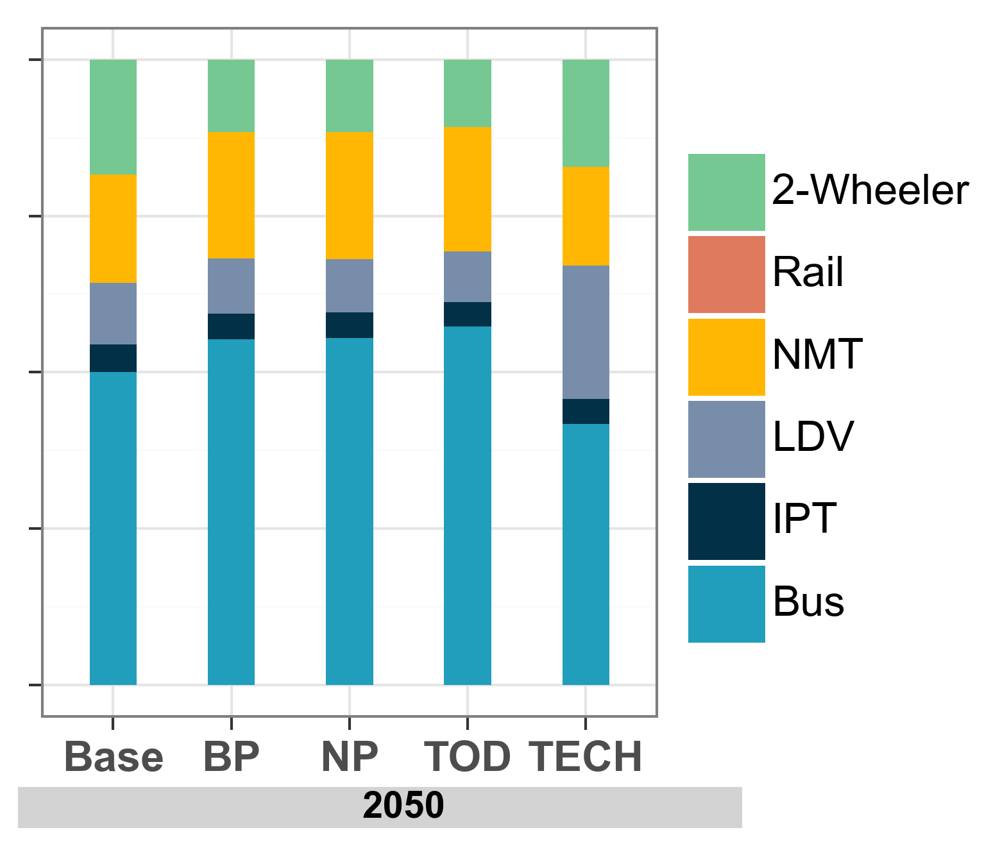 2-Wheeler
Rail
NMT
LDV
IPT
Bus
Base BP NP TOD TECH
2050